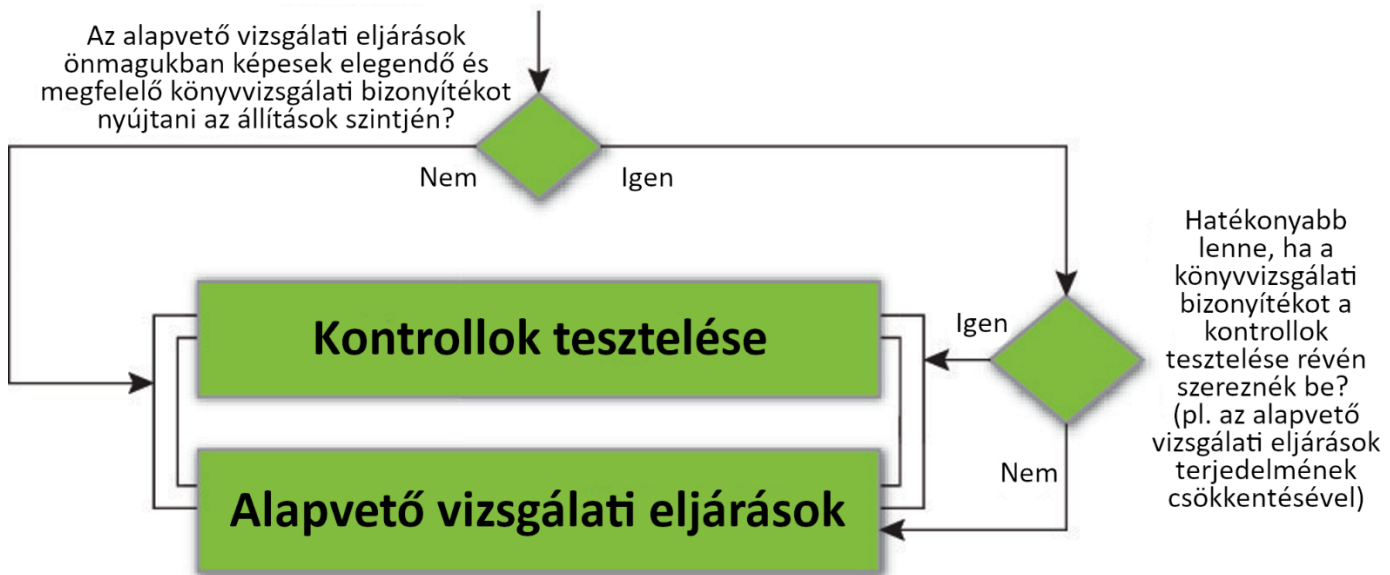 Az alapvető vizsgálati eljárások
önmagukban képesek elegendő és
megfelelő könyvvizsgálati bizonyítékot
nyújtani az állítások szintjén?
Nem
Igen
Hatékonyabb
lenne, ha a
könyvvizsgálati
bizonyítékot a
kontrollok
tesztelése révén
szereznék be?
(pl. az alapvető
vizsgálati eljárások
terjedelmének
csökkentésével)
Igen
Kontrollok tesztelése
Nem
Alapvető vizsgálati eljárások